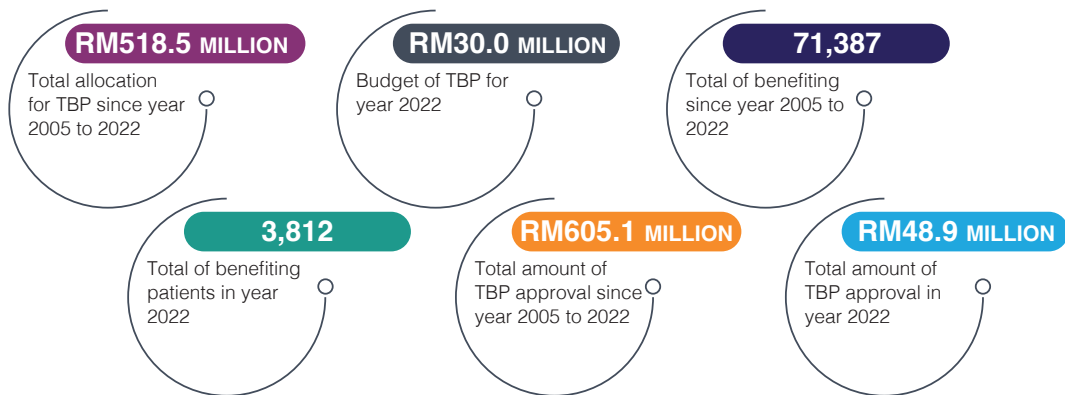 RM518.5 MILLION
Total allocation
for TBP since year
2005 to 2022
RM30.0 MILLION
Budget of TBP for
year 2022
71,387
Total of benefiting
since year 2005 to
2022
3,812
Total of benefiting
patients in year
2022
RM605.1 MILLION
Total amount of
TBP approval since
year 2005 to 2022
RM48.9 MILLION
Total amount of
TBP approval in
year 2022